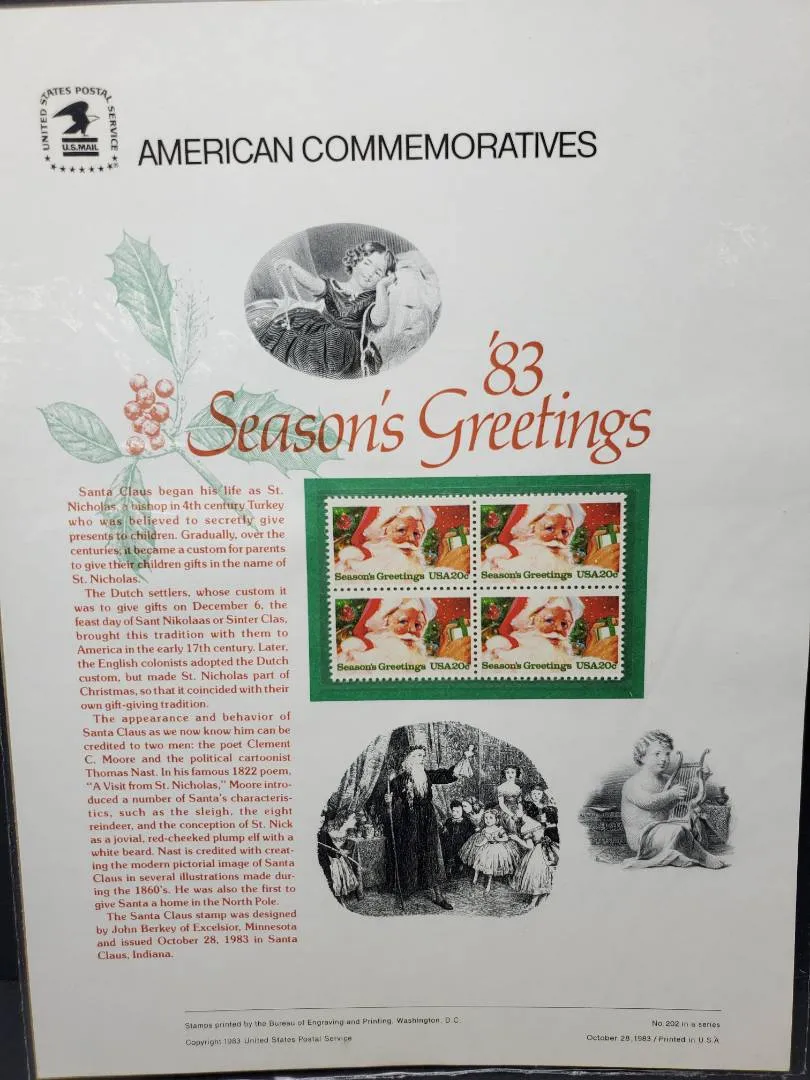 UNITED STATES POSTAL SERVICE
U.S.MAIL
AMERICAN COMMEMORATIVES
'83
Season's Greetings
Santa Claus began his life as St.
Nicholas, a bishop in 4th century Turkey
who was believed to secretly give
presents to children. Gradually, over the
centuries, it became a custom for parents
to give their children gifts in the name of
St. Nicholas.
The Dutch settlers, whose custom it
was to give gifts on December 6, the
feast day of Sant Nikolaas or Sinter Clas,
brought this tradition with them to
America in the early 17th century. Later,
the English colonists adopted the Dutch
custom, but made St. Nicholas part of
Christmas, so that it coincided with their
own gift-giving tradition.
The appearance and behavior of
Santa Claus as we now know him can be
credited to two men: the poet Clement
C. Moore and the political cartoonist
Thomas Nast. In his famous 1822 poem,
"A Visit from St. Nicholas," Moore intro-
duced a number of Santa's characteris-
tics, such as the sleigh, the eight
reindeer, and the conception of St. Nick
as a jovial, red-cheeked plump elf with a
white beard. Nast is credited with creat-
ing the modern pictorial image of Santa
Claus in several illustrations made dur-
ing the 1860's. He was also the first to
give Santa a home in the North Pole.
The Santa Claus stamp was designed
by John Berkey of Excelsior, Minnesota
and issued October 28, 1983 in Santa
Claus, Indiana.
Season's Greetings USA20c
Season's Greetings USA20c
Season's Greetings USA20c
Season's Greetings USA20c
Stamps printed by the Bureau of Engraving and Printing, Washington, D.C.
Copyright 1983 United States Postal Service
No. 202 in a series
October 28, 1983 / Printed in U.S.A